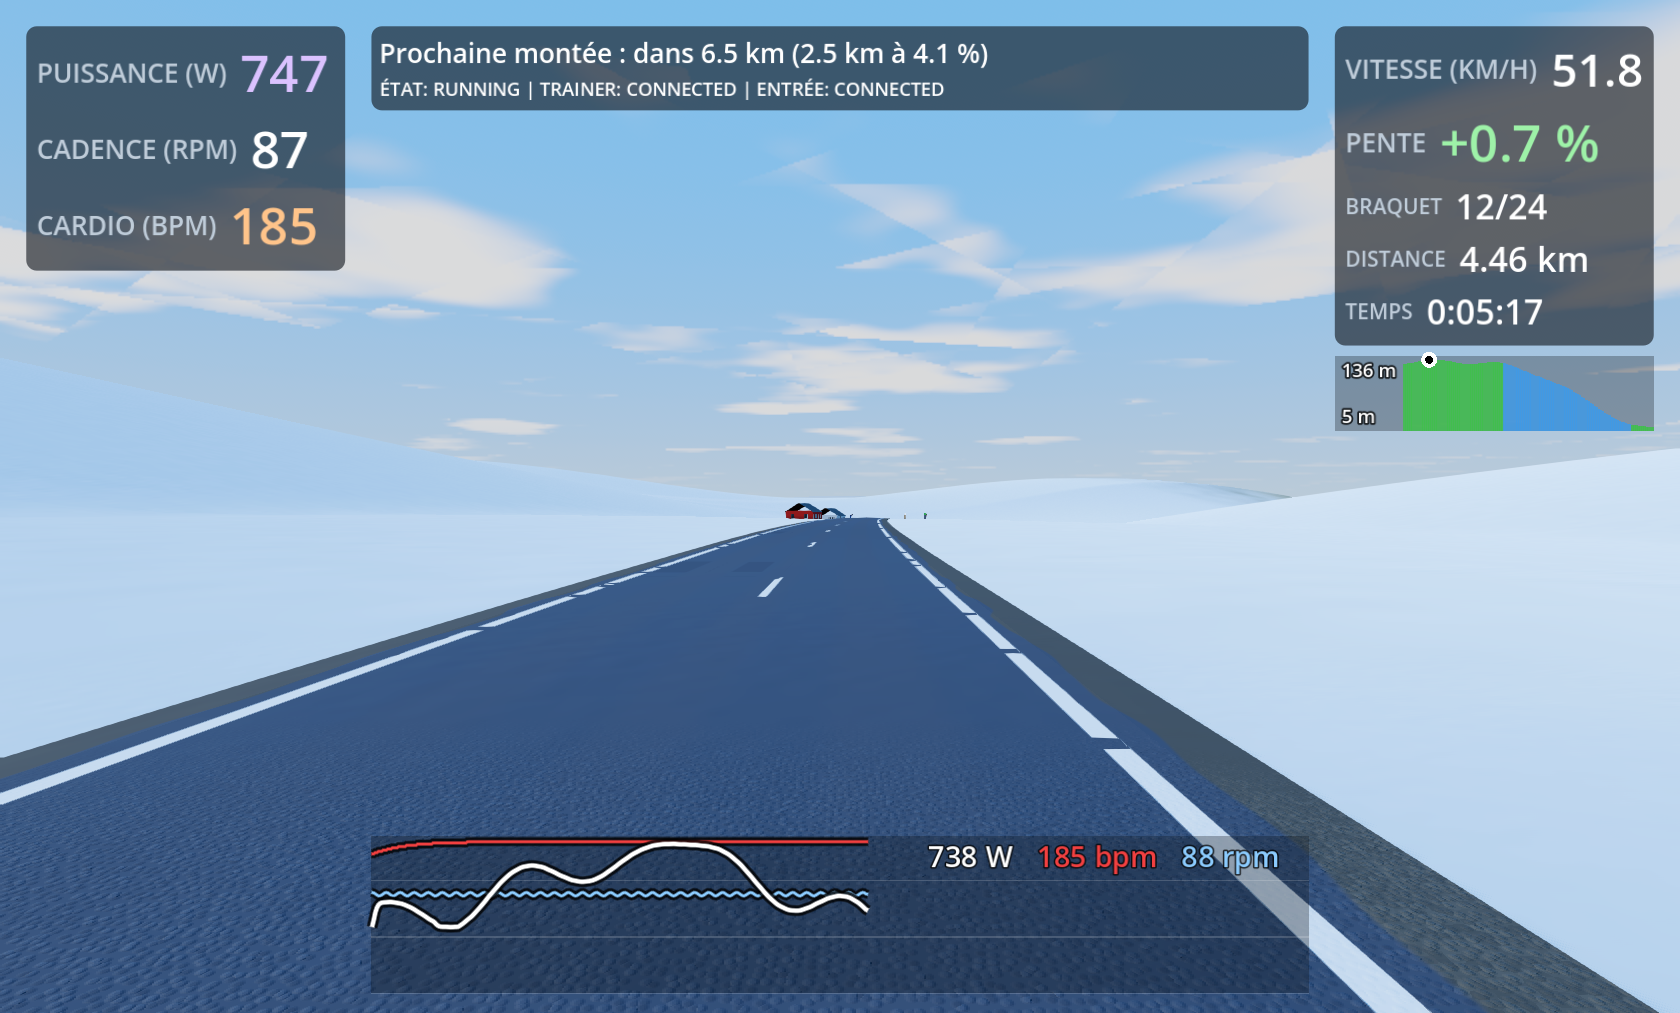 PUISSANCE (W) 747
CADENCE (RPM) 87
CARDIO (BPM) 185
Prochaine montée : dans 6.5 km (2.5 km à 4.1 %)
ÉTAT: RUNNING | TRAINER: CONNECTED | ENTRÉE: CONNECTED
VITESSE (KM/H) 51.8
PENTE +0.7 %
BRAQUET 12/24
DISTANCE 4.46 km
TEMPS 0:05:17
136 m
5 m
738 W 185 bpm 88 rpm